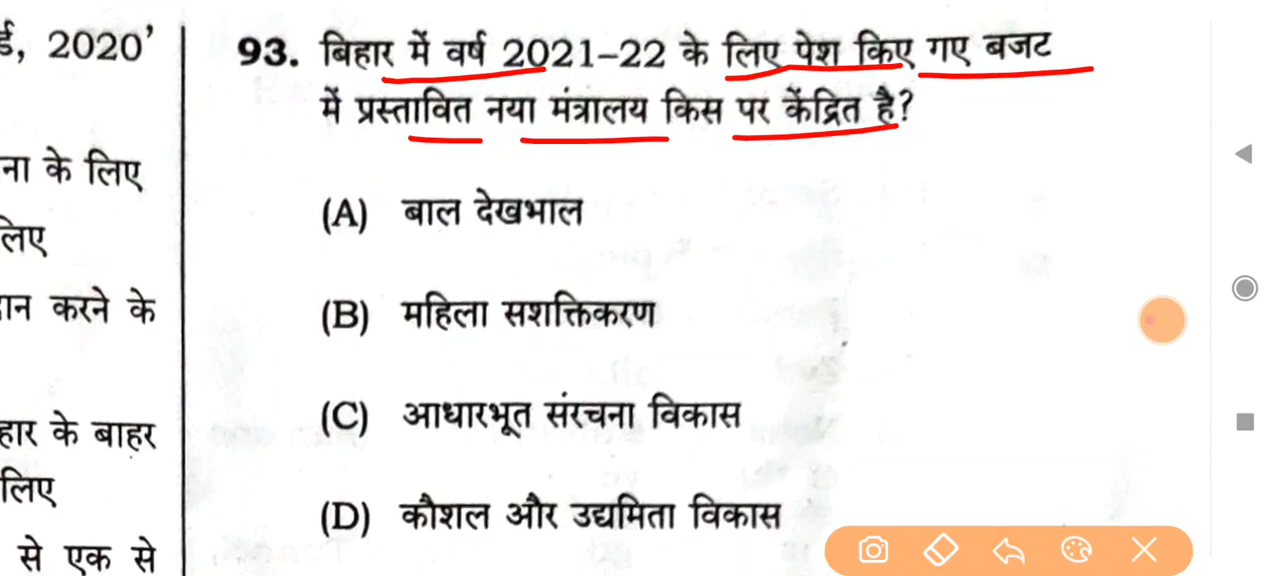 र्ड, 2020’
ना के लिए
लिए
दान करने के
हार के बाहर
लिए
से एक से
93. बिहार में वर्ष 2021–22 के लिए पेश किए गए बजट
में प्रस्तावित नया मंत्रालय किस पर केंद्रित है?
(A) बाल देखभाल
(B) महिला सशक्तिकरण
(C) आधारभूत संरचना विकास
(D) कौशल और उद्यमिता विकास